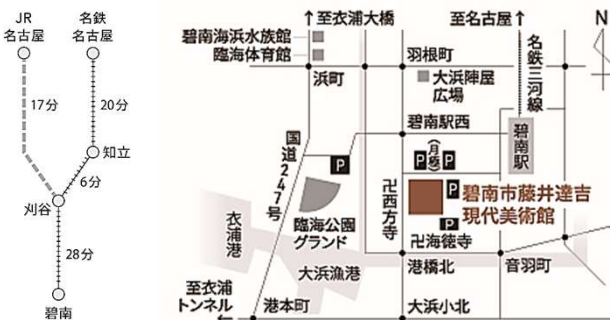 JR
名古屋
名鉄
名古屋
17分
20分
知立
6分
刈谷
28分
碧南
↑至衣浦大橋
至名古屋↑
N
碧南海浜水族館
臨海体育館
浜町
羽根町
大浜陣屋
広場
名鉄三河線
碧南駅西
碧南駅
国道247号
P
P
(月極)
P
P
碧南市藤井達吉
現代美術館
P
卍西方寺
臨海公園
グランド
衣浦港
大浜漁港
卍海徳寺
港橋北
音羽町
至衣浦
トンネル
←
港本町
大浜小北